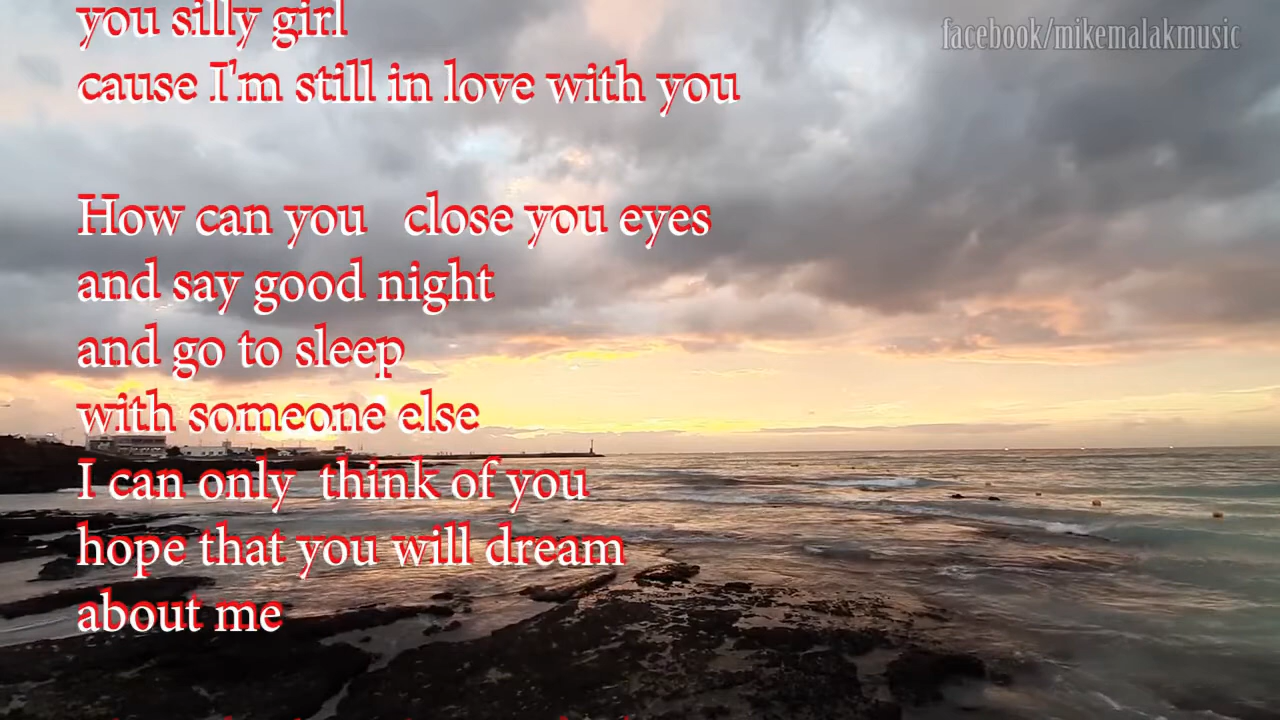 you silly girl
facebook/mikemalakmusic
cause I'm still in love with you
How can you close you eyes
and say good night
and go to sleep
with someone else
I can only think of you
hope that you will dream
about me